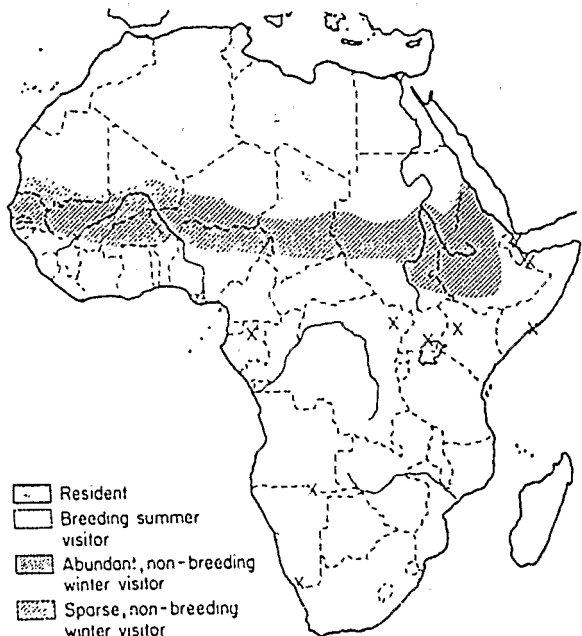 Resident
Breeding summer
visitor
Abundant, non-breeding
winter visitor
Sparse, non-breeding
winter visitor
X
X
X
X
X
X
X
X